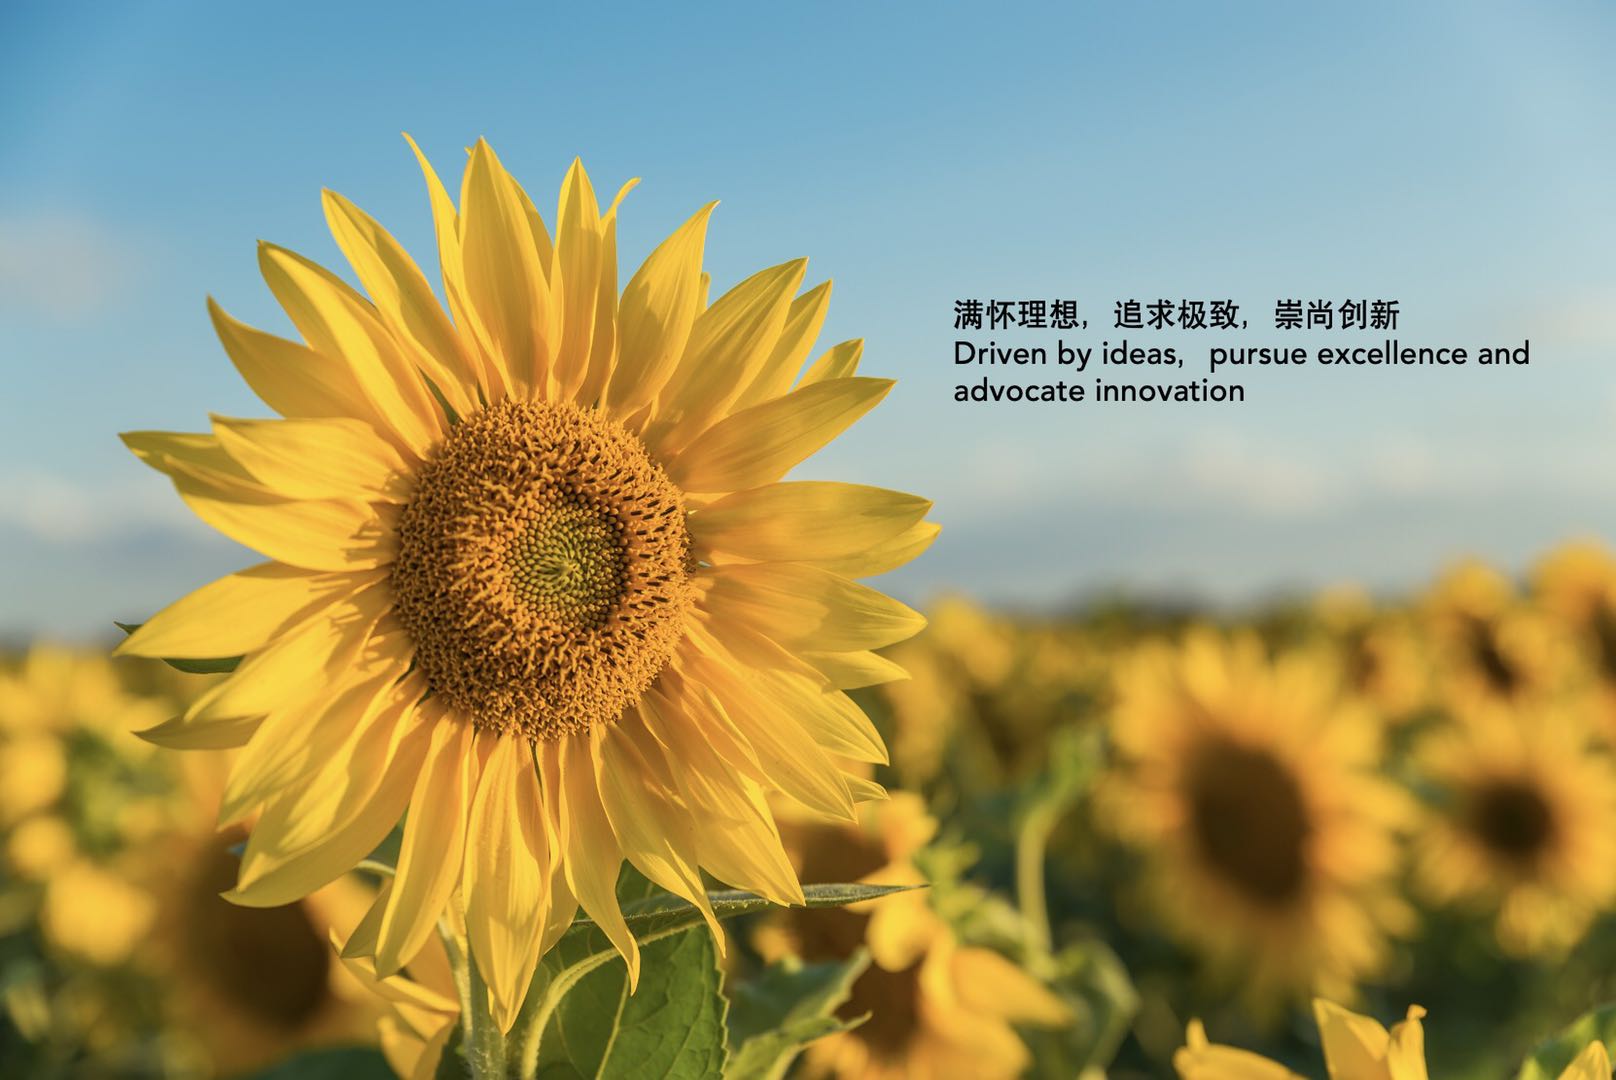 满怀理想，追求极致，崇尚创新
Driven by ideas，pursue excellence and
advocate innovation